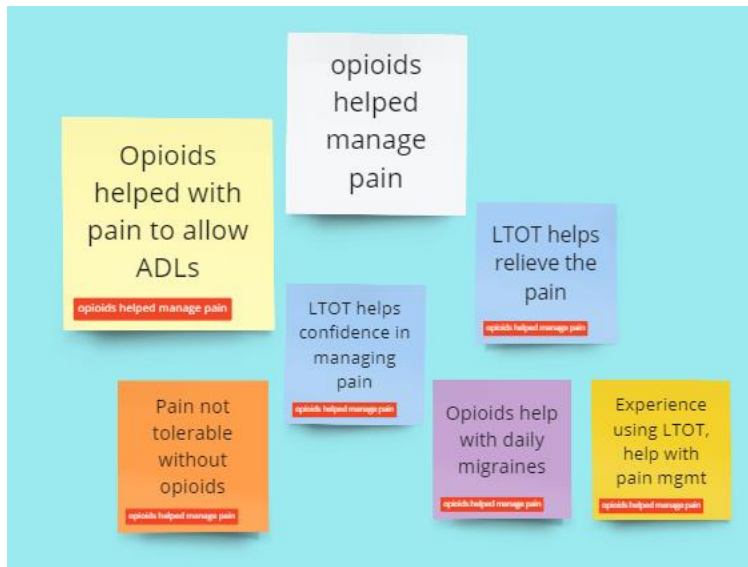 opioids
helped
manage
pain
Opioids
helped with
pain to allow
ADLs
opioids helped manage pain
LTOT helps
relieve the
pain
opioids helped manage pain
LTOT helps
confidence in
managing
pain
opioids helped manage pain
Pain not
tolerable
without
opioids
opioids helped manage pain
Opioids help
with daily
migraines
opioids helped manage pain
Experience
using LTOT,
help with
pain mgmt
opioids helped manage pain